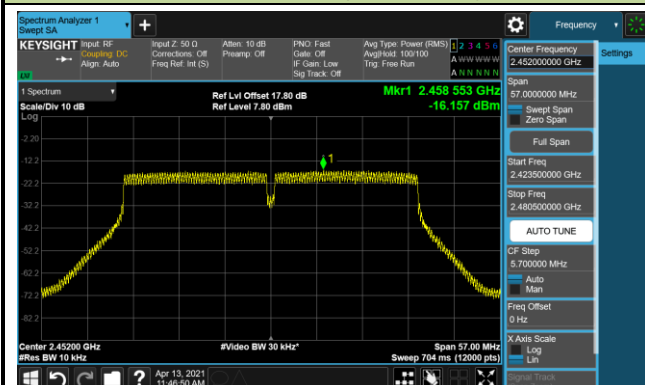 Spectrum Analyzer 1
Swept SA
+
Frequency
KEYSIGHT
Input: RF
Coupling: DC
Align: Auto
Input Z: 50 Ω
Corrections: Off
Freq Ref: Int (S)
Atten: 10 dB
Preamp: Off
PNO: Fast
Gate: Off
IF Gain: Low
Sig Track: Off
Avg Type: Power (RMS)
Avg|Hold: 100/100
Trig: Free Run
1 2 3 4 5 6
A W W W W W
A N N N N N
LXI
1 Spectrum
Scale/Div 10 dB
Log
Ref Lvl Offset 17.80 dB
Ref Level 7.80 dBm
Mkr1 2.458 553 GHz
-16.157 dBm
-2.20
-12.2
-22.2
-32.2
-42.2
-52.2
-62.2
-72.2
-82.2
1
Center 2.45200 GHz
#Res BW 10 kHz
#Video BW 30 kHz*
Span 57.00 MHz
Sweep 704 ms (12000 pts)
?
Apr 13, 2021
11:46:50 AM
Center Frequency
2.452000000 GHz
Settings
Span
57.0000000 MHz
Swept Span
Zero Span
Full Span
Start Freq
2.423500000 GHz
Stop Freq
2.480500000 GHz
AUTO TUNE
CF Step
5.700000 MHz
Auto
Man
Freq Offset
0 Hz
X Axis Scale
Log
Lin
Signal Track